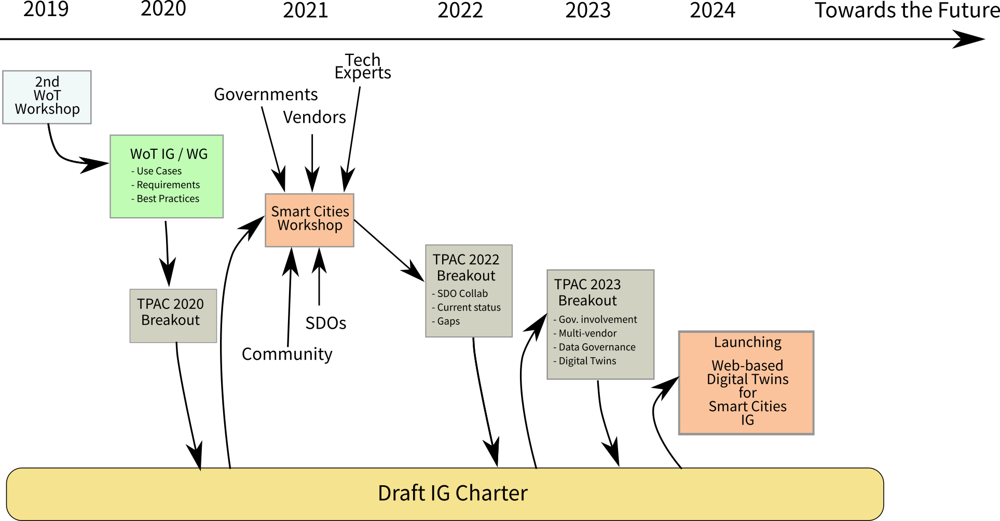 2019
2020
2021
2022
2023
2024
Towards the Future
2nd
WoT
Workshop
WoT IG / WG
- Use Cases
- Requirements
- Best Practices
TPAC 2020
Breakout
Governments
Vendors
Tech
Experts
Smart Cities
Workshop
SDOs
Community
TPAC 2022
Breakout
- SDO Collab
- Current status
- Gaps
TPAC 2023
Breakout
- Gov. involvement
- Multi-vendor
- Data Governance
- Digital Twins
Launching
Web-based
Digital Twins
for
Smart Cities
IG
Draft IG Charter